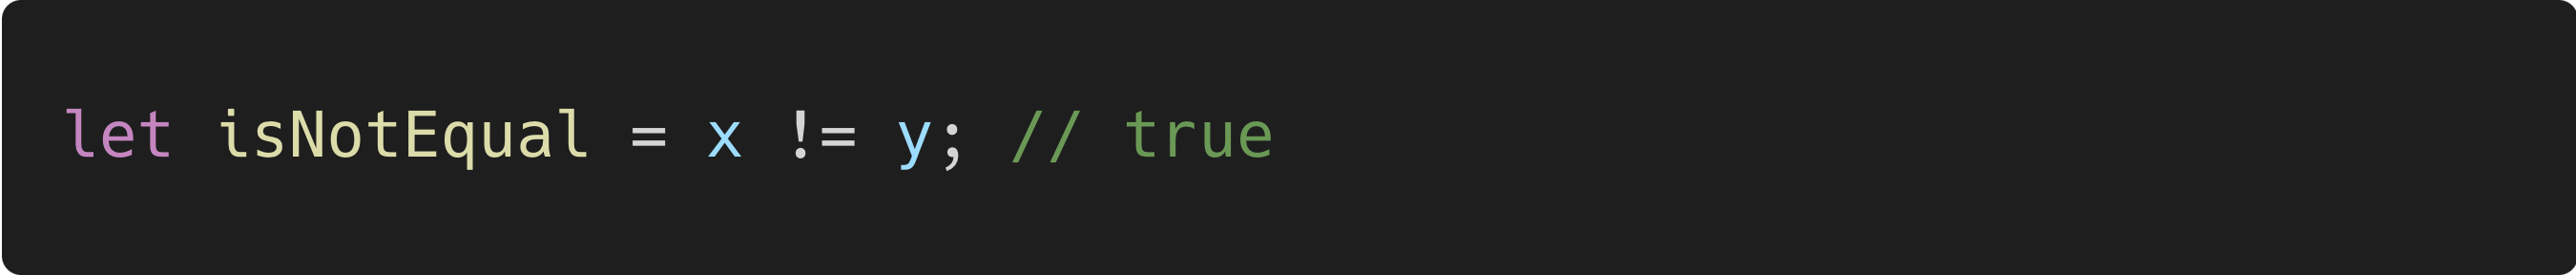 let isNotEqual = x != y; // true